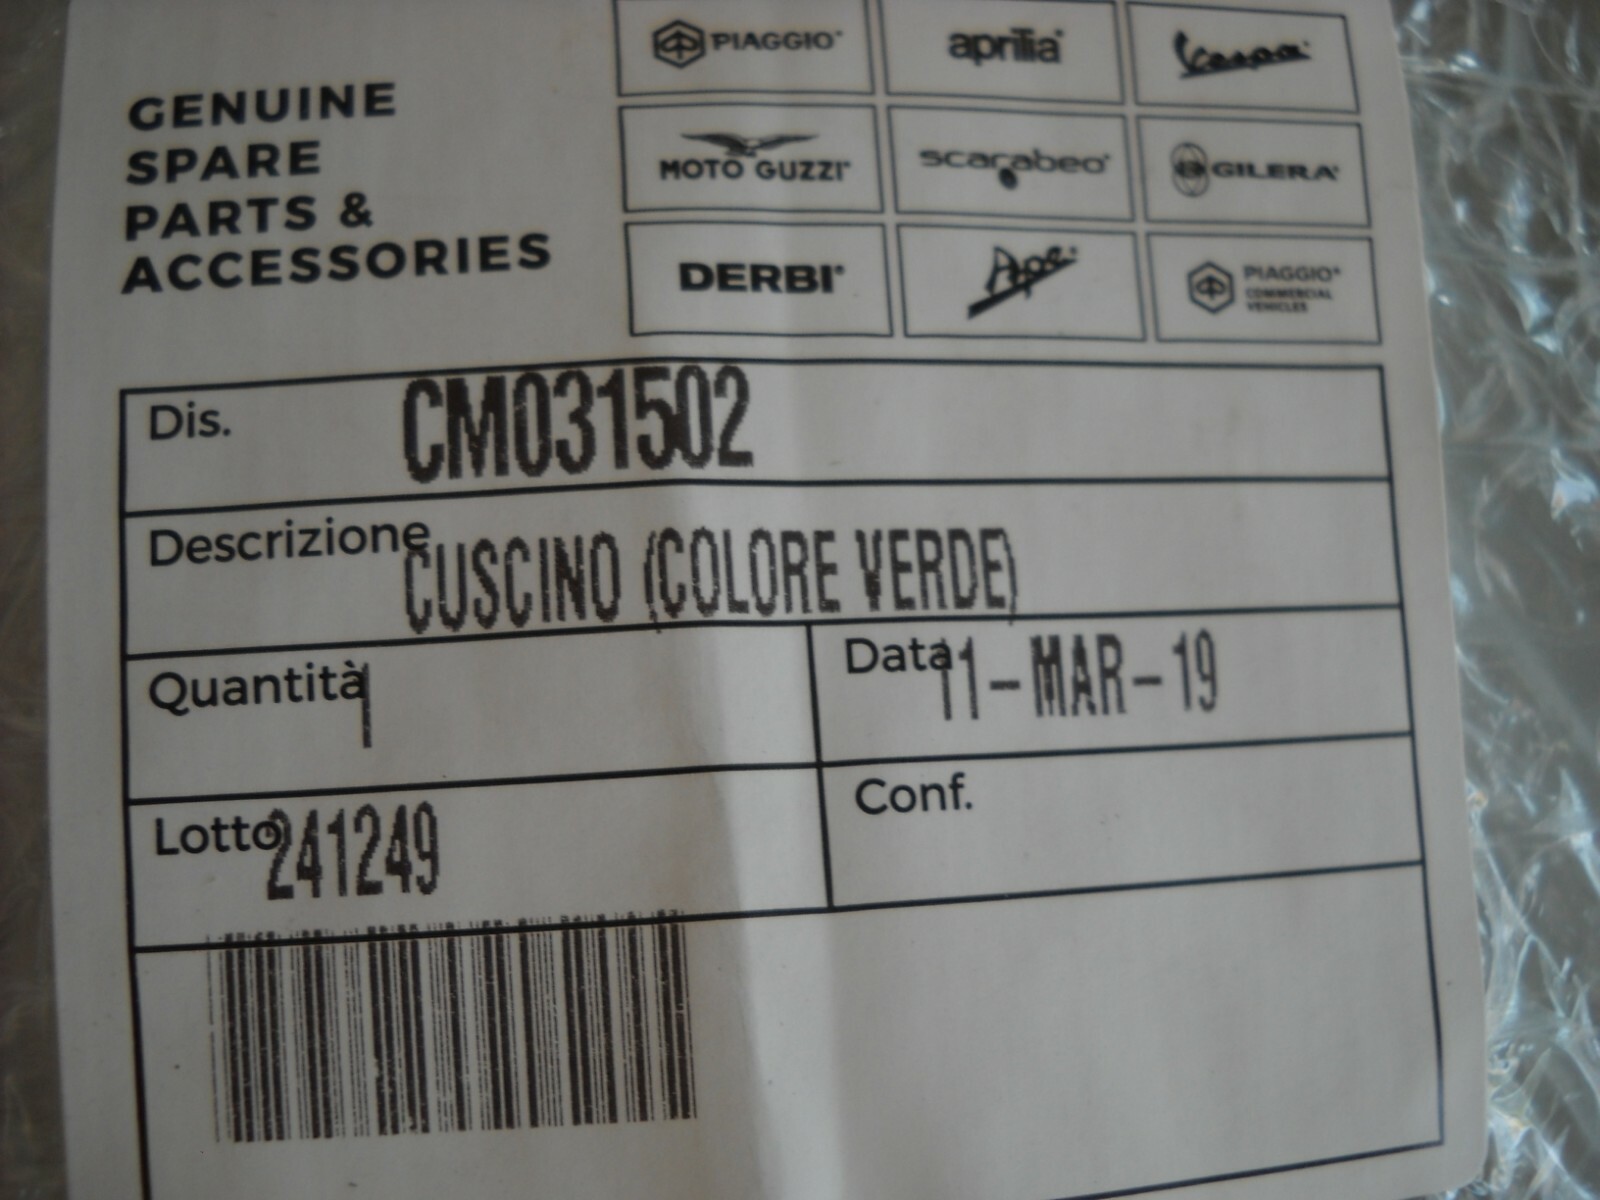 GENUINE
SPARE
PARTS &
ACCESSORIES
PIAGGIO® aprilia® Vespa®
MOTO GUZZI® scarabeo® GILERA®
DERBI® Ape® PIAGGIO®
COMMERCIAL
VEHICLES
Dis. CM031502
Descrizione CUSCINO (COLORE VERDE)
Quantità 1 Data 11-MAR-19
Lotto 241249 Conf.